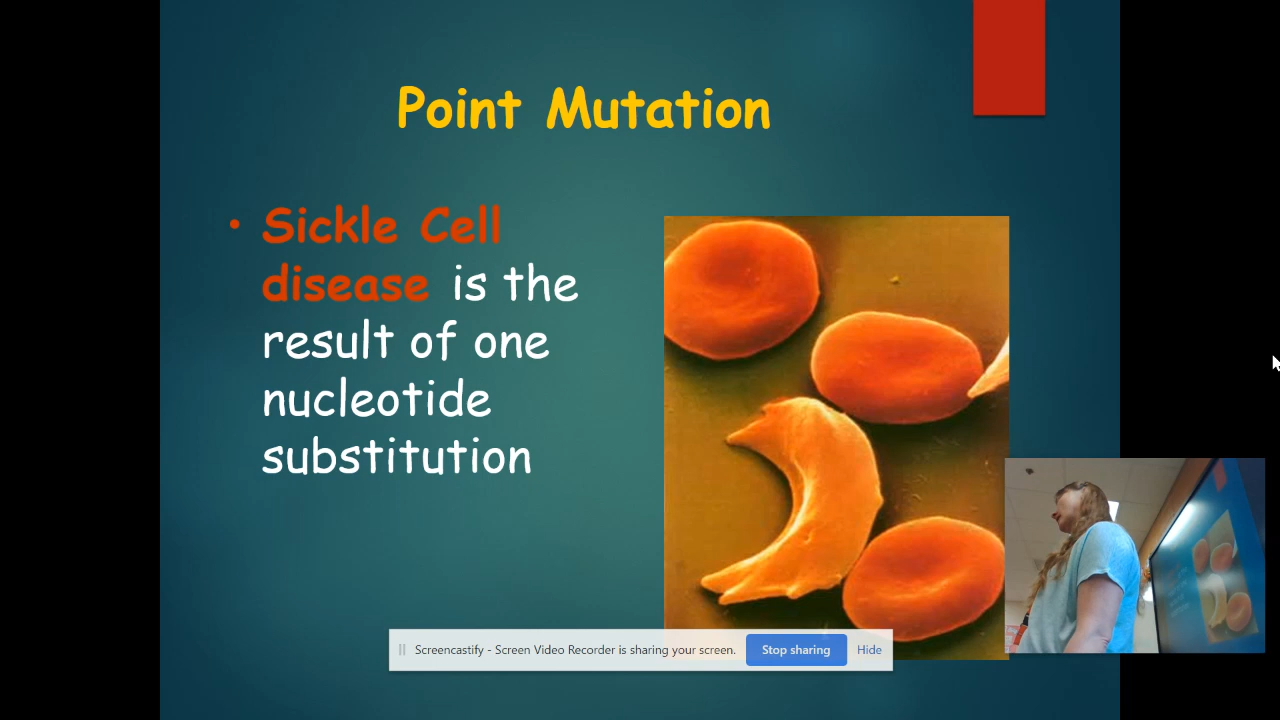 Point Mutation
• Sickle Cell
disease is the
result of one
nucleotide
substitution
Screencastify - Screen Video Recorder is sharing your screen. Stop sharing Hide